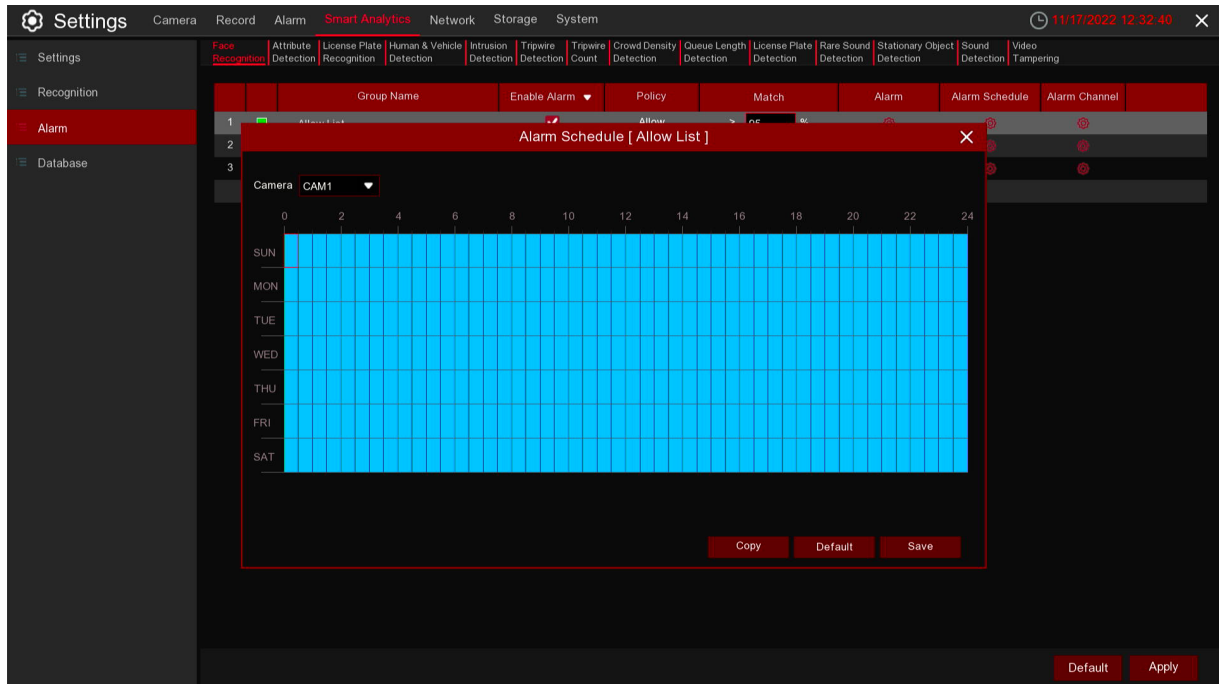 Settings Camera Record Alarm Smart Analytics Network Storage System 11/17/2022 12:32:40
Face Recognition Attribute Detection License Plate Recognition Human & Vehicle Detection Intrusion Detection Tripwire Detection Tripwire Count Crowd Density Detection Queue Length Detection License Plate Detection Rare Sound Detection Stationary Object Detection Sound Detection Video Tampering
Settings
Recognition
Alarm
Database
Group Name Enable Alarm Policy Match Alarm Alarm Schedule Alarm Channel
1 Allow List Allow > 95 %
2
3
Alarm Schedule [ Allow List ]
Camera CAM1
0 2 4 6 8 10 12 14 16 18 20 22 24
SUN
MON
TUE
WED
THU
FRI
SAT
Copy Default Save
Default Apply